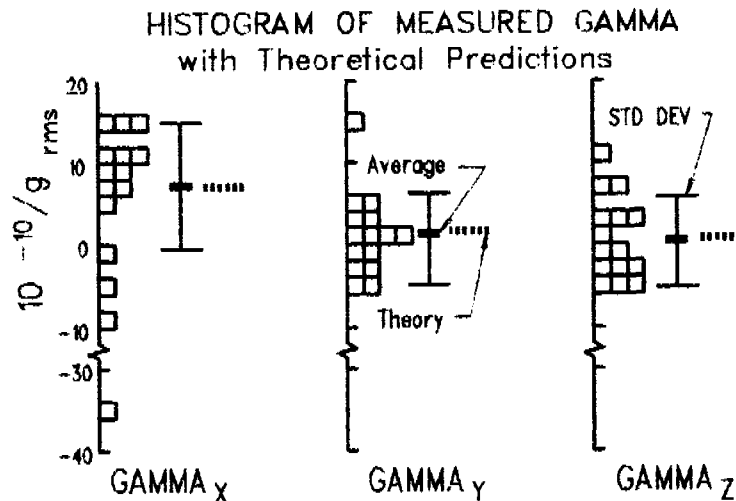 HISTOGRAM OF MEASURED GAMMA
with Theoretical Predictions
20
10
0
-10
-30
-40
10⁻¹⁰/g rms
STD DEV
Average
Theory
GAMMA X
GAMMA Y
GAMMA Z